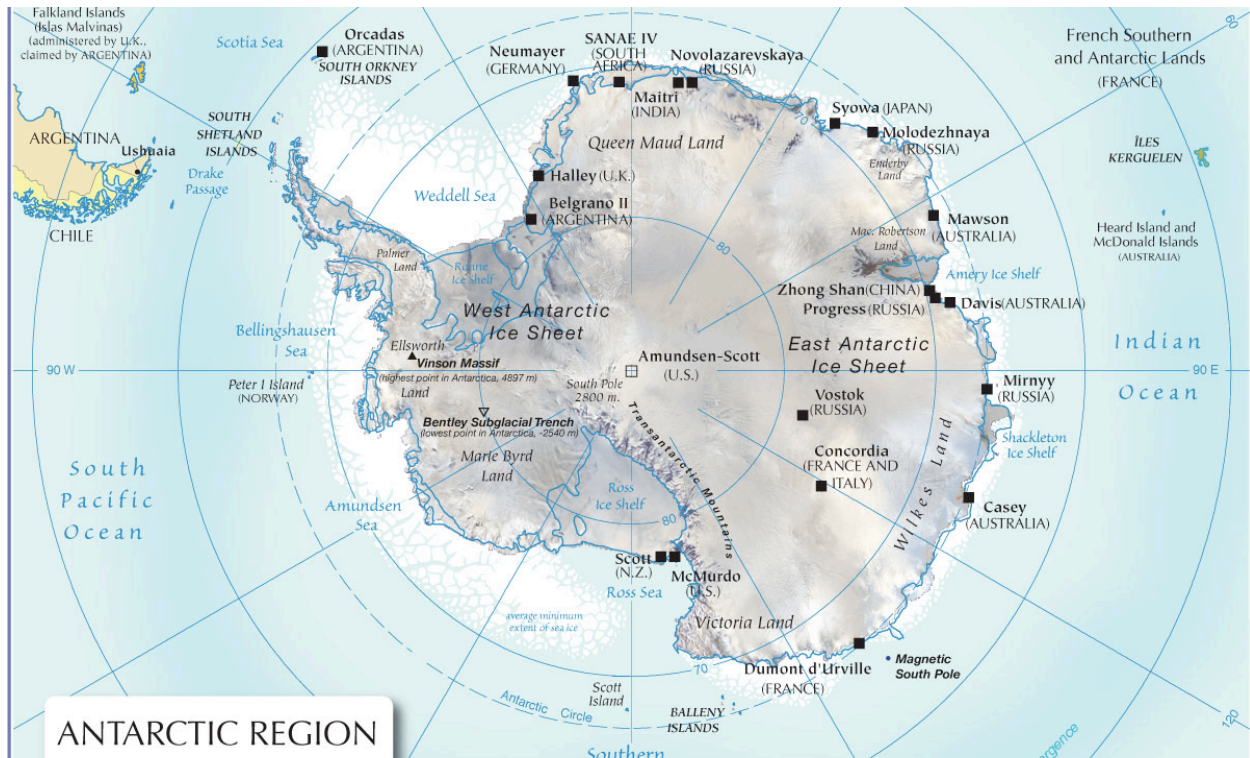 Falkland Islands
(Islas Malvinas)
(administered by U.K.,
claimed by ARGENTINA)
Scotia Sea
Orcadas
(ARGENTINA)
SOUTH ORKNEY
ISLANDS
Neumayer
(GERMANY)
SANAE IV
(SOUTH
AFRICA)
Novolazarevskaya
(RUSSIA)
Maitri
(INDIA)
French Southern
and Antarctic Lands
(FRANCE)
60
70
Syowa (JAPAN)
Molodezhnaya
(RUSSIA)
Enderby
Land
ARGENTINA
Ushuaia
CHILE
SOUTH
SHETLAND
ISLANDS
Drake
Passage
Queen Maud Land
Halley (U.K.)
Weddell Sea
Belgrano II
(ARGENTINA)
ÎLES
KERGUELEN
Mawson
(AUSTRALIA)
Heard Island and
McDonald Islands
(AUSTRALIA)
Mac. Robertson
Land
80
Palmer
Land
Ronne
Ice Shelf
Amery Ice Shelf
Zhong Shan (CHINA)
Progress (RUSSIA)
Davis (AUSTRALIA)
West Antarctic
Ice Sheet
Bellingshausen
Sea
Ellsworth
Land
Vinson Massif
(highest point in Antarctica, 4897 m)
Amundsen-Scott
(U.S.)
East Antarctic
Ice Sheet
Indian
Ocean
90 W
90 E
Peter I Island
(NORWAY)
South Pole
2800 m.
Mirnyy
(RUSSIA)
Vostok
(RUSSIA)
Bentley Subglacial Trench
(lowest point in Antarctica, -2540 m)
Transantarctic Mountains
Shackleton
Ice Shelf
Marle Byrd
Land
Concordia
(FRANCE AND
ITALY)
South
Pacific
Ocean
Ross
Ice Shelf
Wilkes Land
Amundsen
Sea
80
Casey
(AUSTRALIA)
Scott
(N.Z.)
McMurdo
(U.S.)
Ross Sea
average minimum
extent of sea ice
Victoria Land
70
Dumont d'Urville
(FRANCE)
Magnetic
South Pole
Scott
Island
Antarctic Circle
BALLENY
ISLANDS
120
ANTARCTIC REGION
Southern
ergence